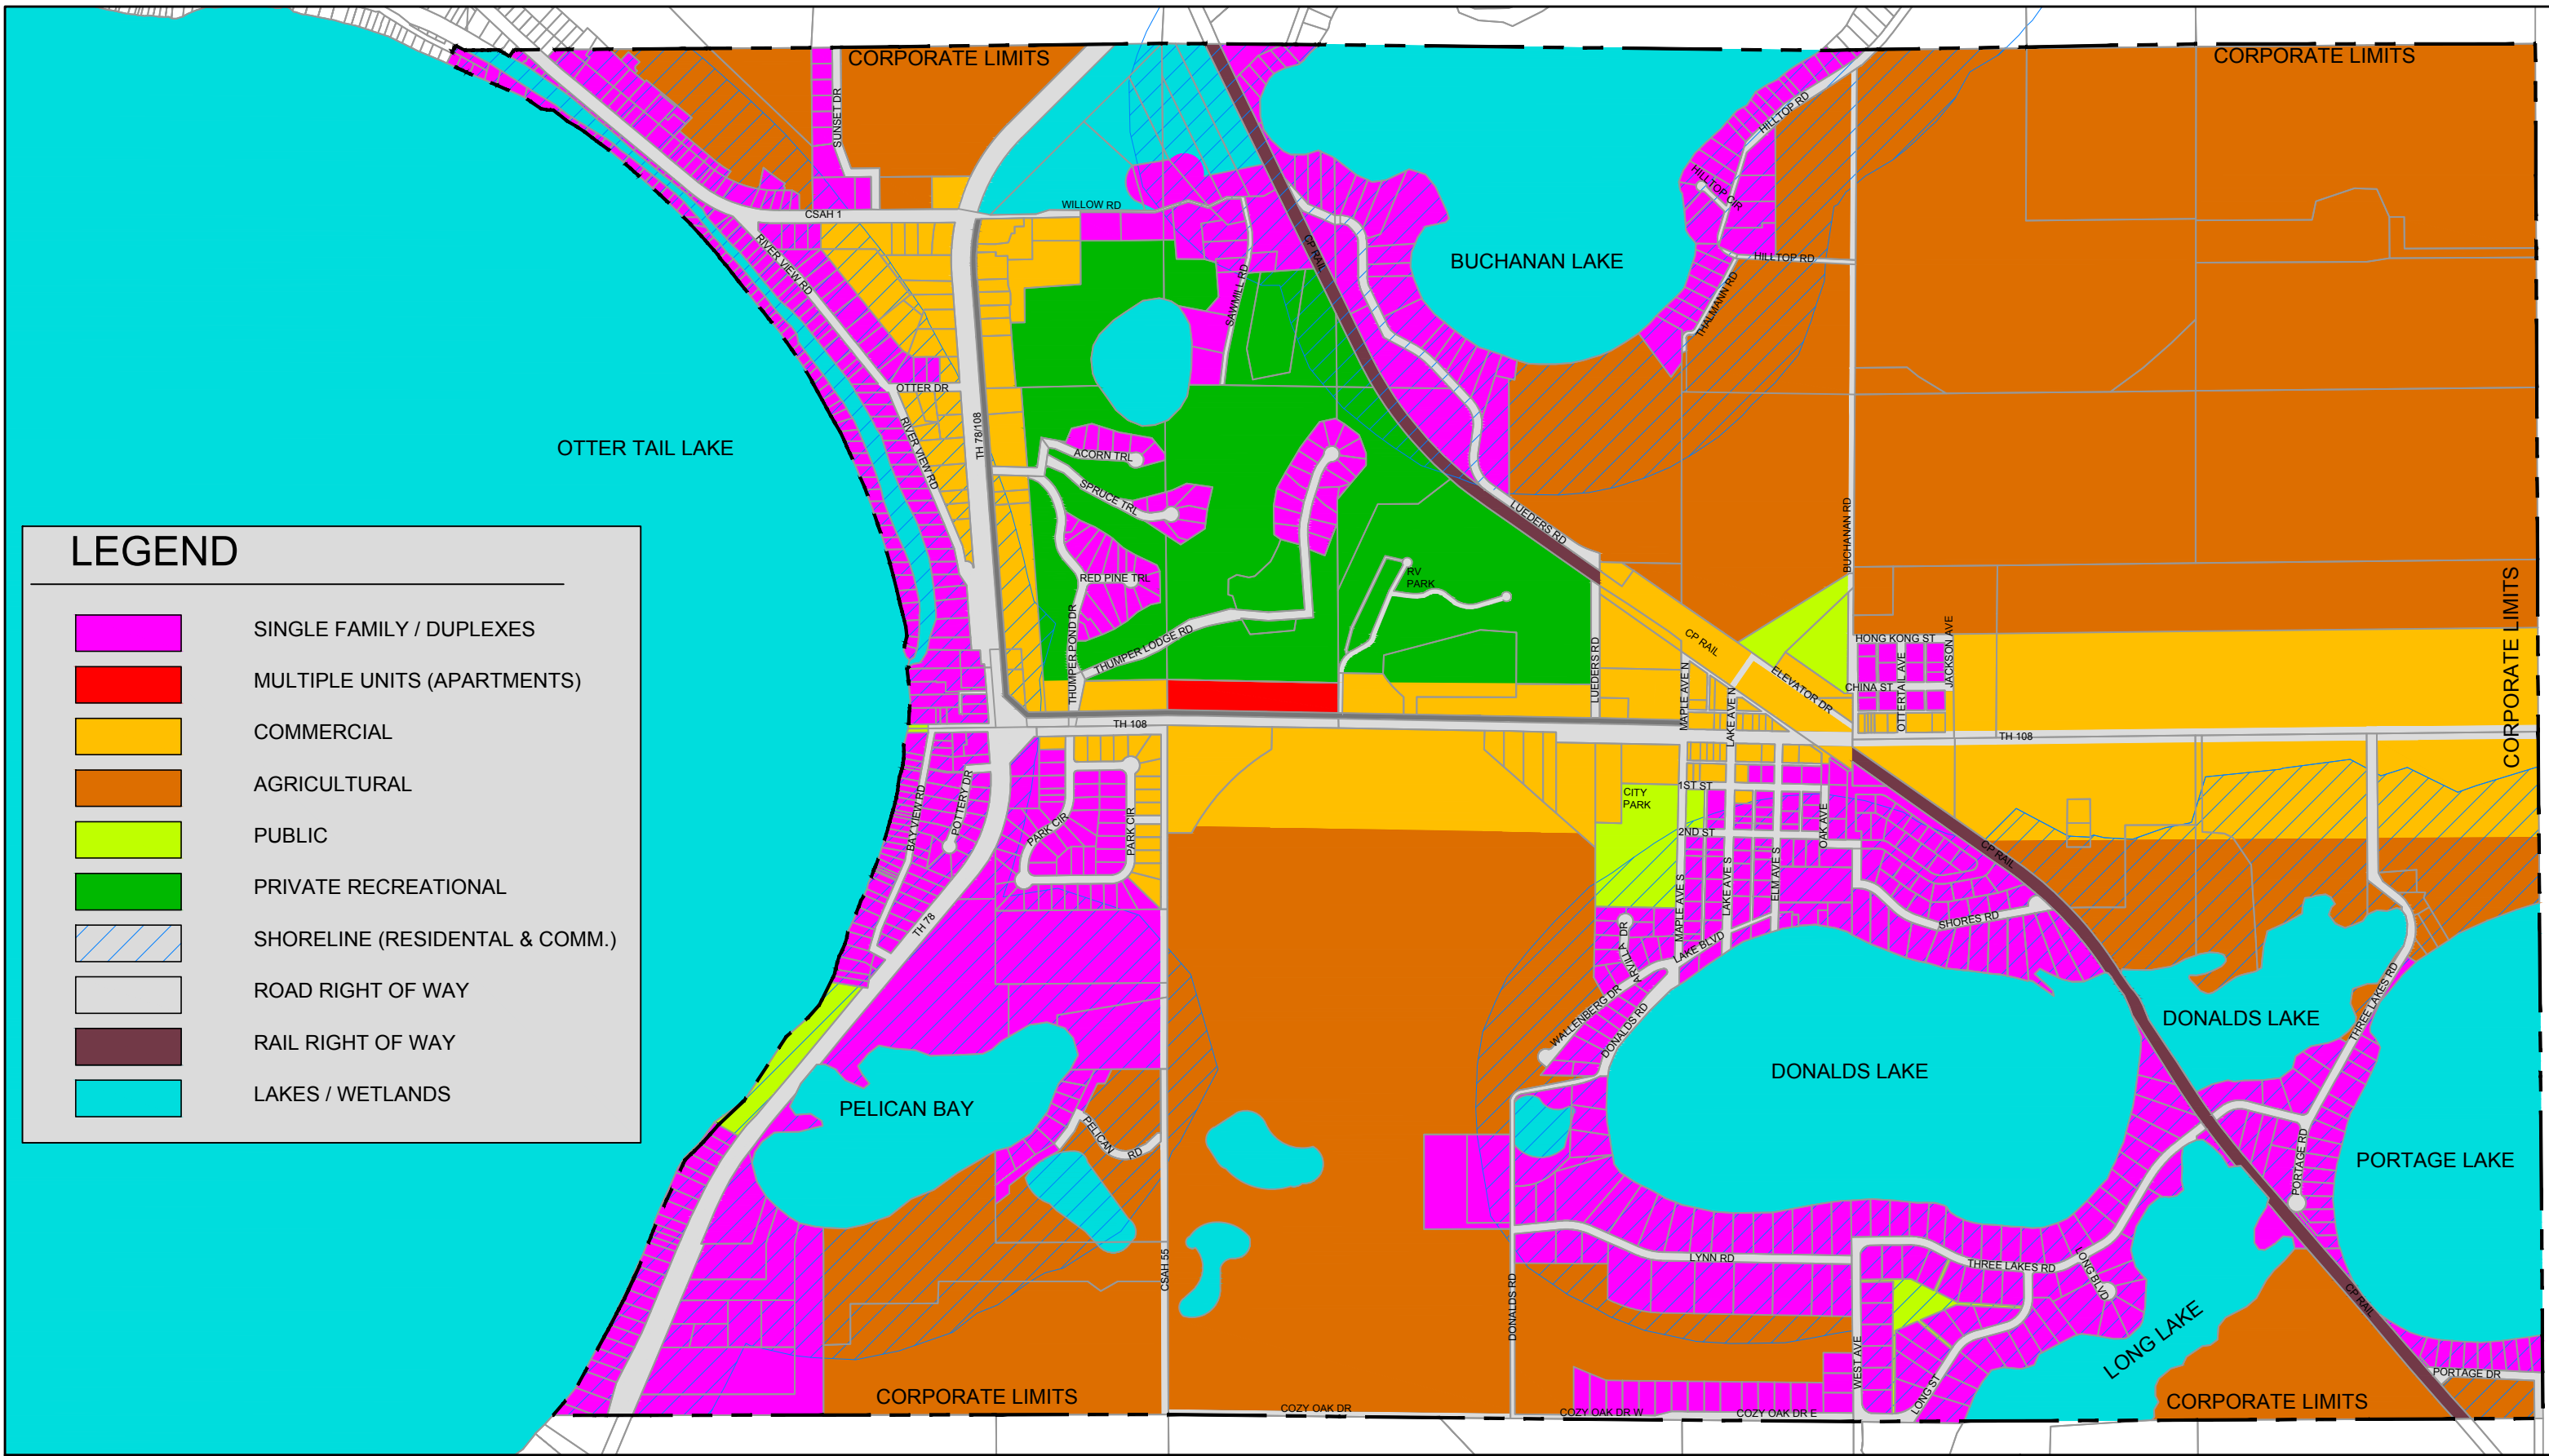 CORPORATE LIMITS
CORPORATE LIMITS
SUNSET DR
HILLTOP RD
HILLTOP CIR
WILLOW RD
CSAH 1
RIVER VIEW RD
CP RAIL
SAWMILL RD
BUCHANAN LAKE
HILLTOP RD
THALMANN RD
OTTER DR
RIVER VIEW RD
TH 78/108
OTTER TAIL LAKE
ACORN TRL
SPRUCE TRL
LUEDERS RD
BUCHANAN RD
RED PINE TRL
RV
PARK
THUMPER POND DR
THUMPER LODGE RD
LUEDERS RD
CP RAIL
MAPLE AVE N
LAKE AVE N
ELEVATOR DR
HONG KONG ST
CHINA ST
OTTERTAIL AVE
JACKSON AVE
CORPORATE LIMITS
TH 108
TH 108
LEGEND
SINGLE FAMILY / DUPLEXES
MULTIPLE UNITS (APARTMENTS)
COMMERCIAL
AGRICULTURAL
PUBLIC
PRIVATE RECREATIONAL
SHORELINE (RESIDENTAL & COMM.)
ROAD RIGHT OF WAY
RAIL RIGHT OF WAY
LAKES / WETLANDS
BAY VIEW RD
POTTERY DR
PARK CIR
PARK CIR
TH 78
CITY
PARK
1ST ST
2ND ST
OAK AVE
MAPLE AVE S
LAKE AVE S
ELM AVE S
CP RAIL
SHORES RD
ARVILLA DR
LAKE BLVD
WALLENBERG DR
DONALDS RD
DONALDS LAKE
DONALDS LAKE
THREE LAKES RD
PELICAN BAY
PELICAN RD
PORTAGE LAKE
PORTAGE RD
CSAH 55
DONALDS RD
LYNN RD
THREE LAKES RD
LONG BLVD
LONG LAKE
CP RAIL
WEST AVE
LONG ST
PORTAGE DR
CORPORATE LIMITS
CORPORATE LIMITS
COZY OAK DR
COZY OAK DR W
COZY OAK DR E